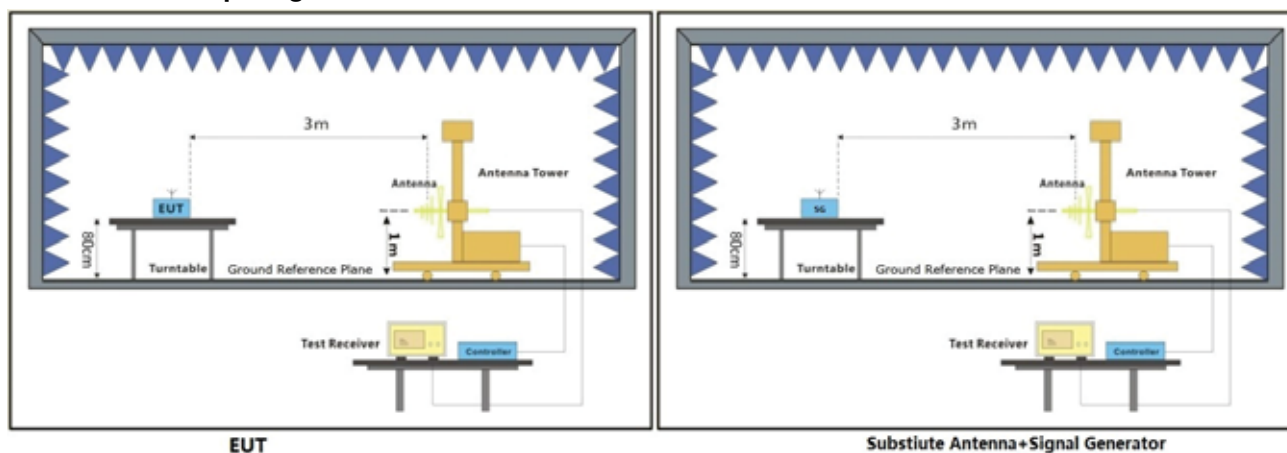 3m
Antenna
Antenna Tower
EUT
80cm
1m
Turntable
Ground Reference Plane
Test Receiver
Controller
EUT
3m
Antenna
Antenna Tower
SG
80cm
1m
Turntable
Ground Reference Plane
Test Receiver
Controller
Substiute Antenna+Signal Generator